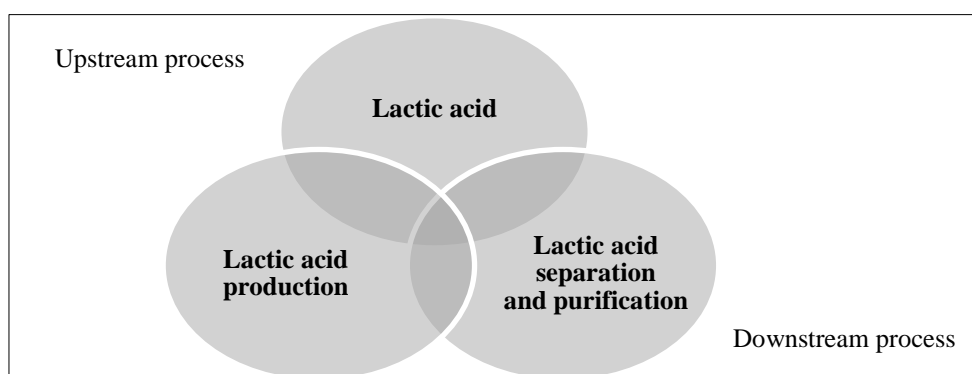 Upstream process
Lactic acid
Lactic acid
production
Lactic acid
separation
and purification
Downstream process